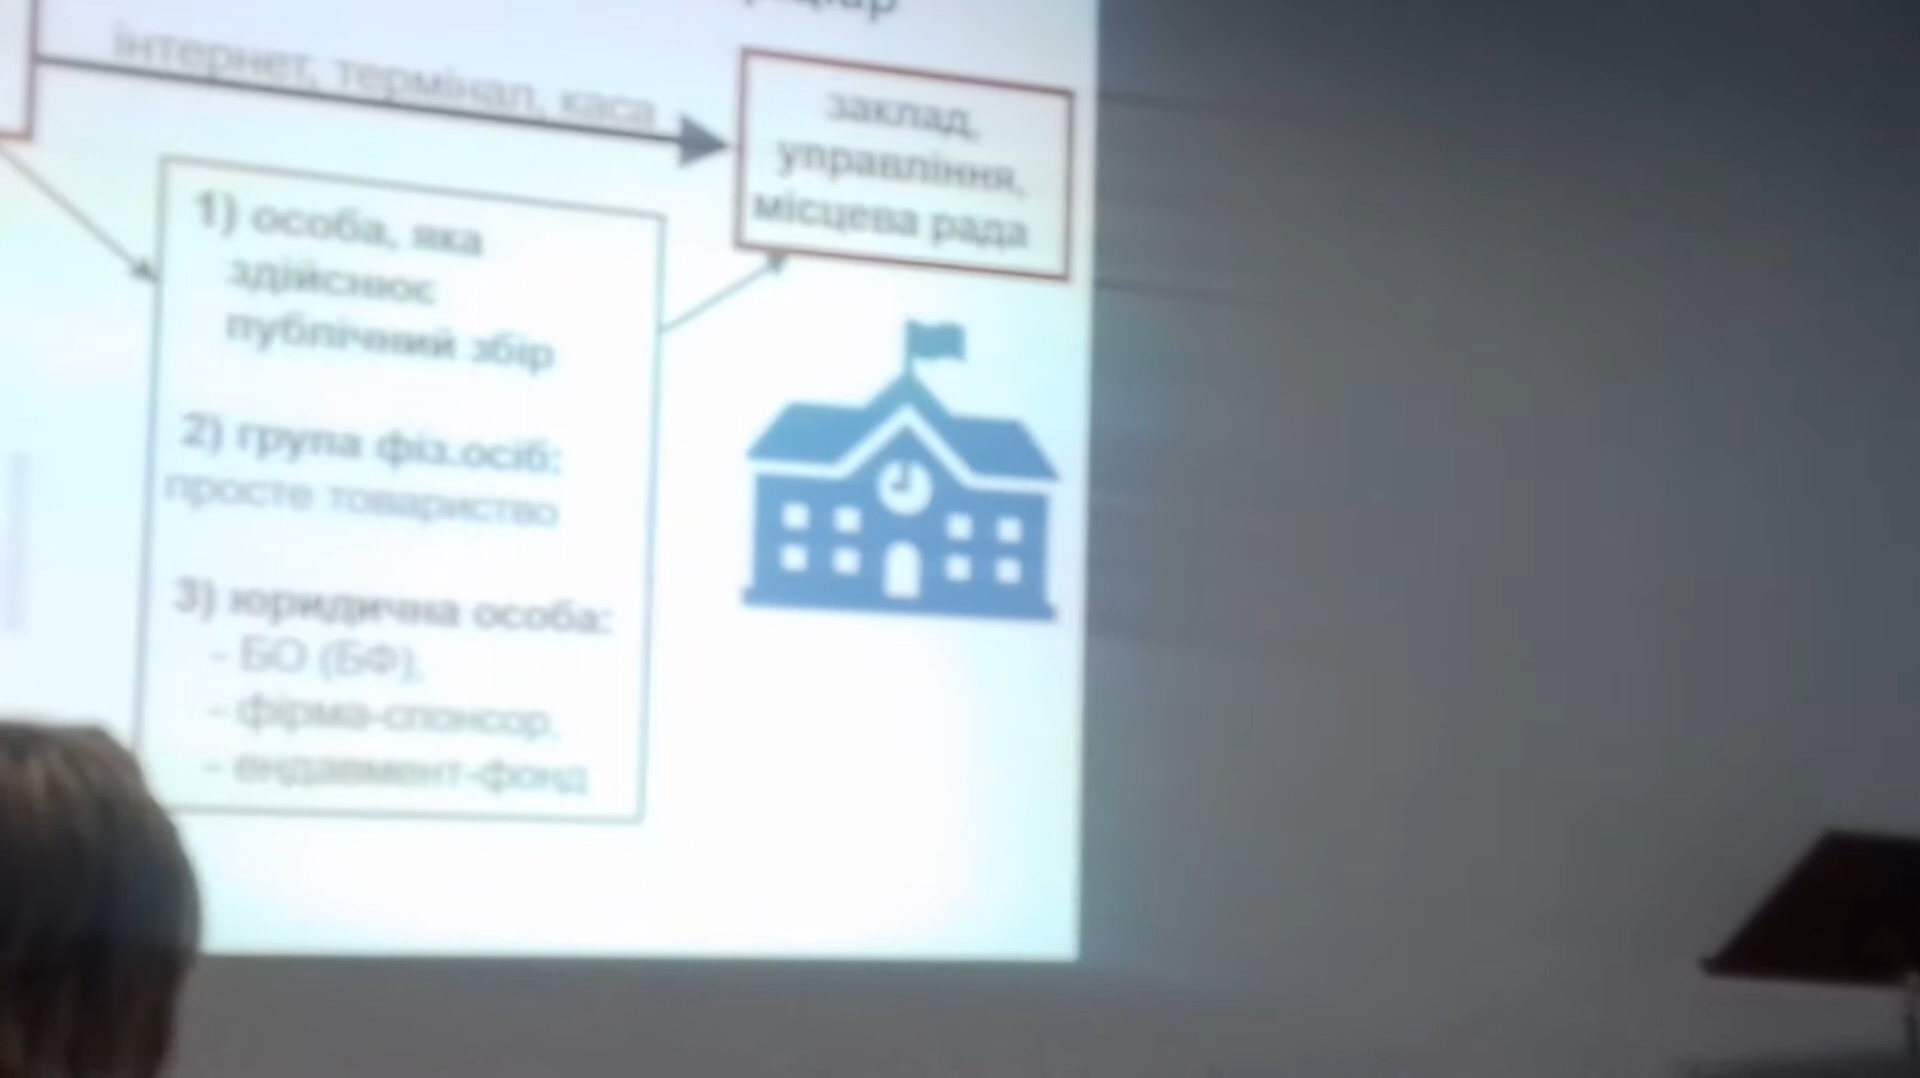 інтернет, термінал, каса
заклад,
управління,
місцева рада
1) особа, яка
здійснює
публічний збір
2) група фіз.осіб:
просте товариство
3) юридична особа:
- БО (БФ),
- фірма-спонсор,
- ендавмент-фонд